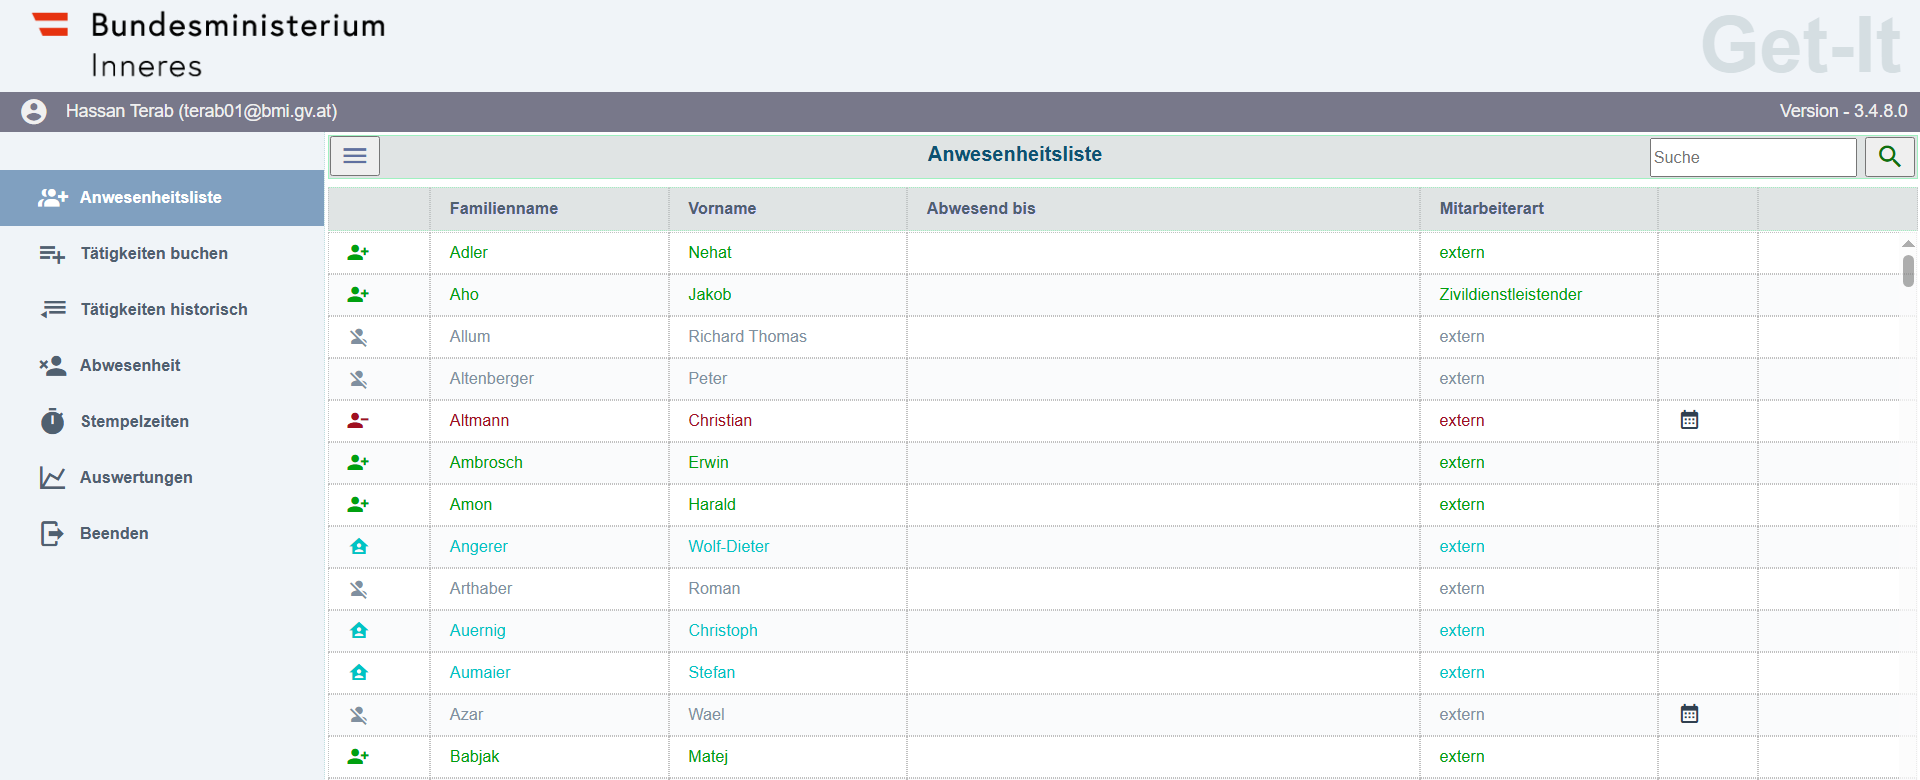 Bundesministerium
Inneres
Get-It
Hassan Terab (terab01@bmi.gv.at)
Version - 3.4.8.0
Anwesenheitsliste
Suche
Anwesenheitsliste
Tätigkeiten buchen
Tätigkeiten historisch
Abwesenheit
Stempelzeiten
Auswertungen
Beenden
Familienname Vorname Abwesend bis Mitarbeiterart
Adler Nehat extern
Aho Jakob Zivildienstleistender
Allum Richard Thomas extern
Altenberger Peter extern
Altmann Christian extern
Ambrosch Erwin extern
Amon Harald extern
Angerer Wolf-Dieter extern
Arthaber Roman extern
Auernig Christoph extern
Aumaier Stefan extern
Azar Wael extern
Babjak Matej extern